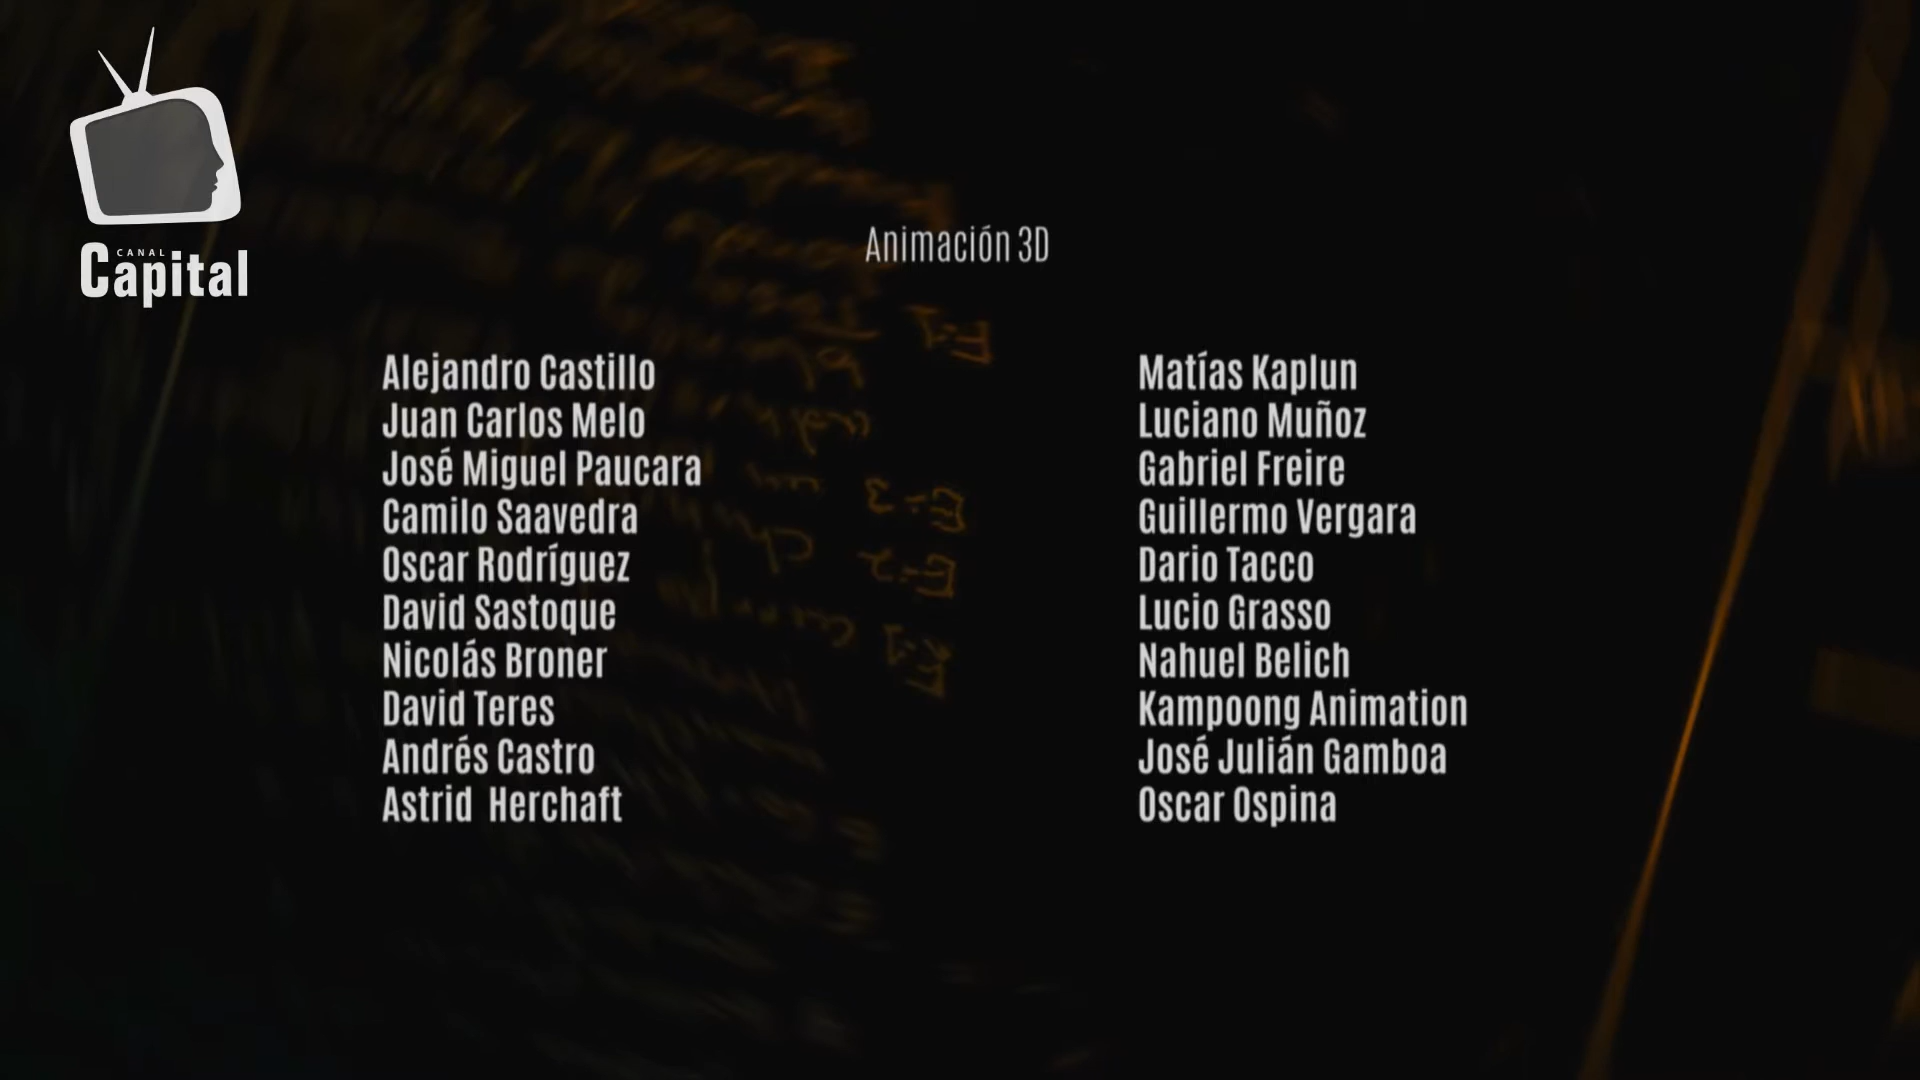 CANAL
Capital
Animación 3D
Alejandro Castillo
Juan Carlos Melo
José Miguel Paucara
Camilo Saavedra
Oscar Rodríguez
David Sastoque
Nicolás Broner
David Teres
Andrés Castro
Astrid  Herchaft
Matías Kaplun
Luciano Muñoz
Gabriel Freire
Guillermo Vergara
Dario Tacco
Lucio Grasso
Nahuel Belich
Kampoong Animation
José Julián Gamboa
Oscar Ospina